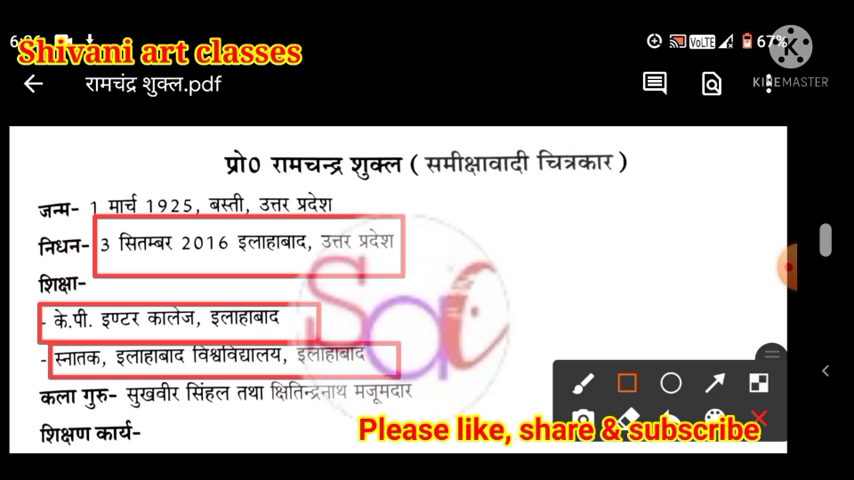 Shivani art classes
VoLTE 67%
रामचंद्र शुक्ल.pdf
KINEMASTER
प्रो0 रामचन्द्र शुक्ल ( समीक्षावादी चित्रकार )
जन्म- 1 मार्च 1925, बस्ती, उत्तर प्रदेश
निधन- 3 सितम्बर 2016 इलाहाबाद, उत्तर प्रदेश
शिक्षा-
- के.पी. इण्टर कालेज, इलाहाबाद
- स्नातक, इलाहाबाद विश्वविद्यालय, इलाहाबाद
कला गुरु- सुखवीर सिंहल तथा क्षितिन्द्रनाथ मजूमदार
शिक्षण कार्य-
Please like, share & subscribe